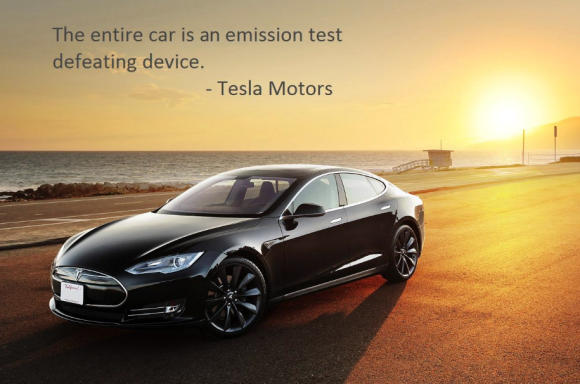 The entire car is an emission test
defeating device.
- Tesla Motors